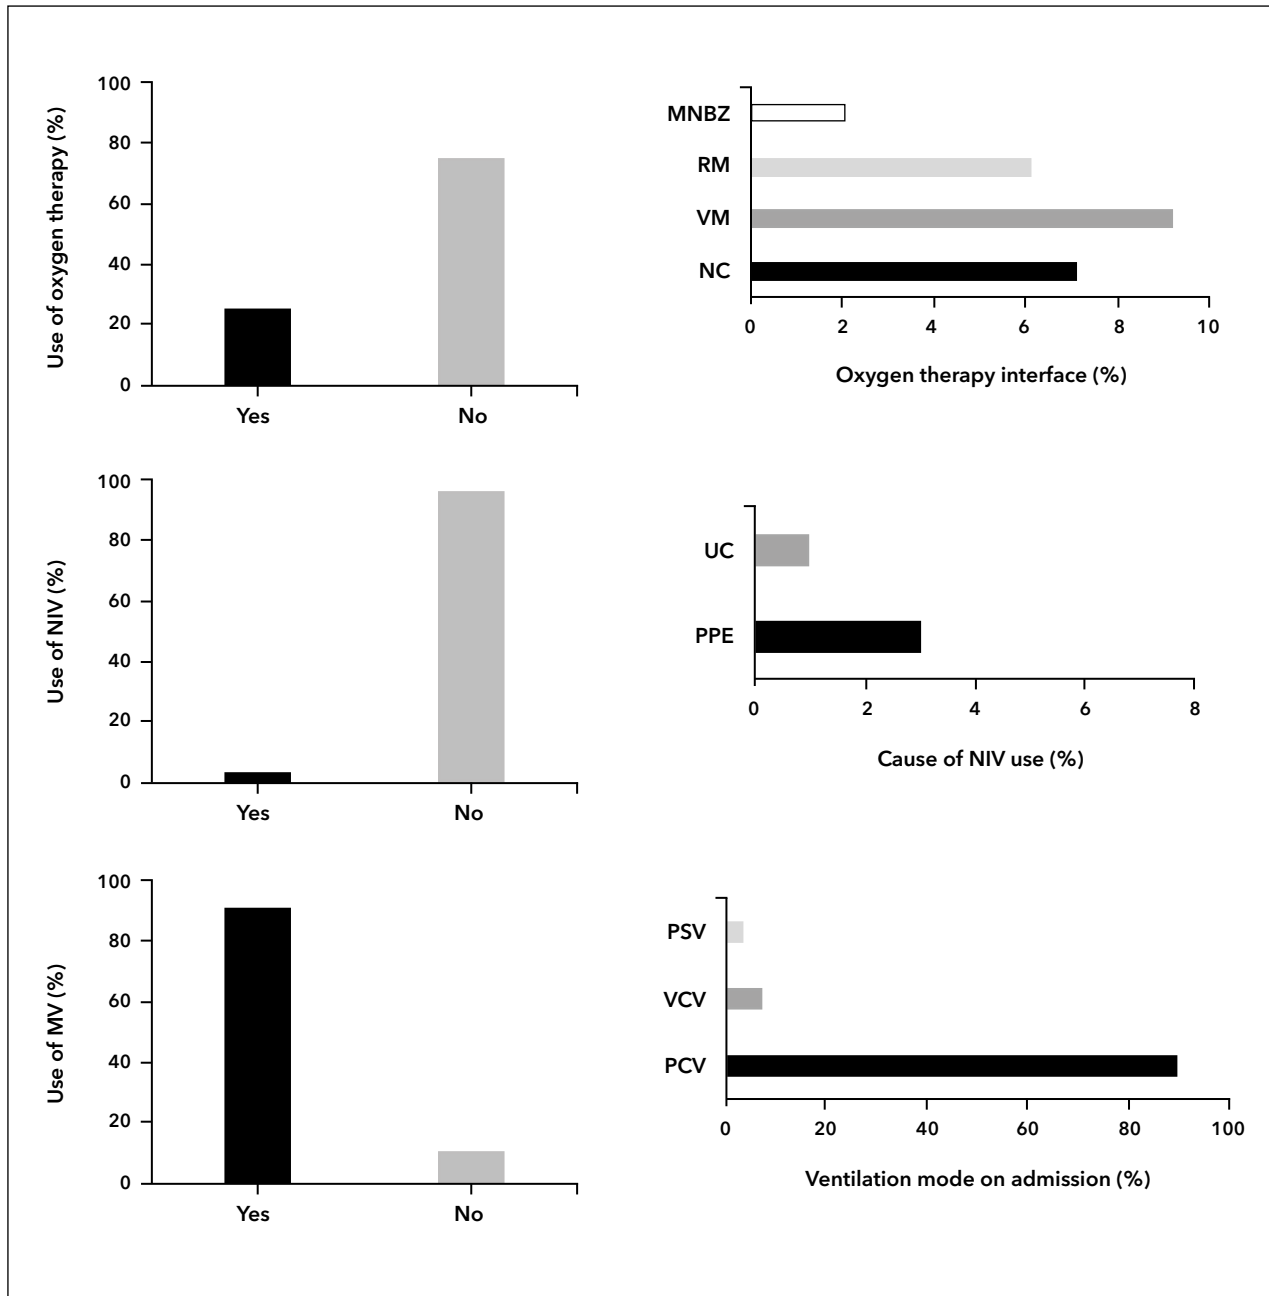 Use of oxygen therapy (%)
100
80
60
40
20
0
Yes No
MNBZ
RM
VM
NC
0 2 4 6 8 10
Oxygen therapy interface (%)
Use of NIV (%)
100
80
60
40
20
0
Yes No
UC
PPE
0 2 4 6 8
Cause of NIV use (%)
Use of MV (%)
100
80
60
40
20
0
Yes No
PSV
VCV
PCV
0 20 40 60 80 100
Ventilation mode on admission (%)